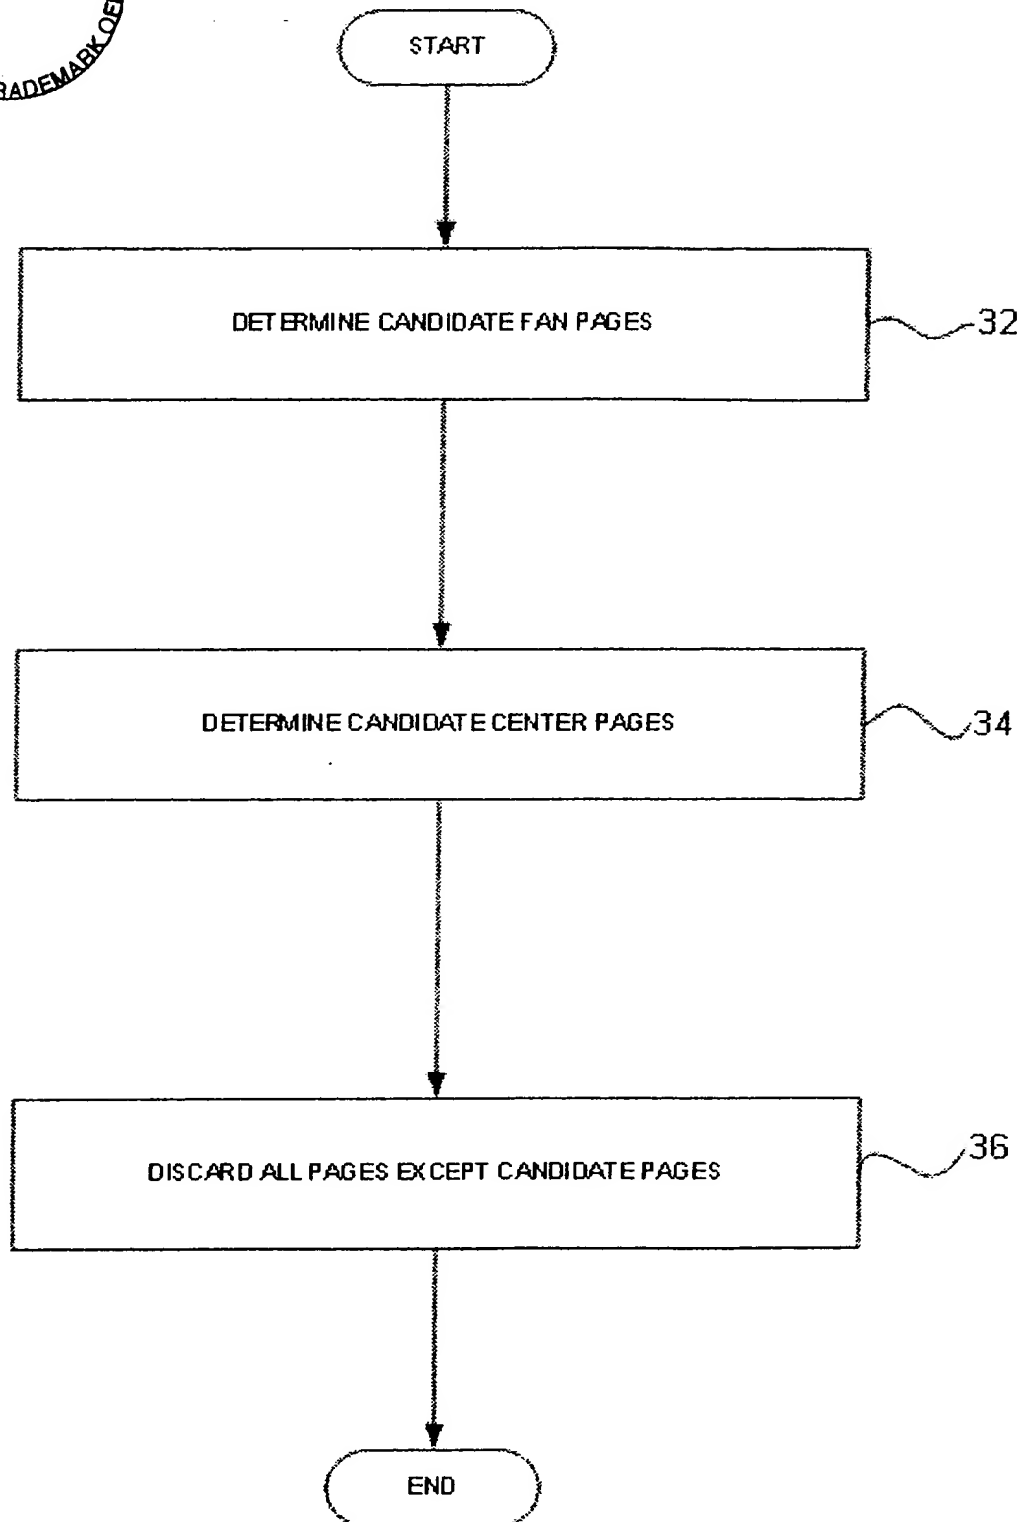 TRADEMARK
START
DETERMINE CANDIDATE FAN PAGES
32
DETERMINE CANDIDATE CENTER PAGES
34
DISCARD ALL PAGES EXCEPT CANDIDATE PAGES
36
END